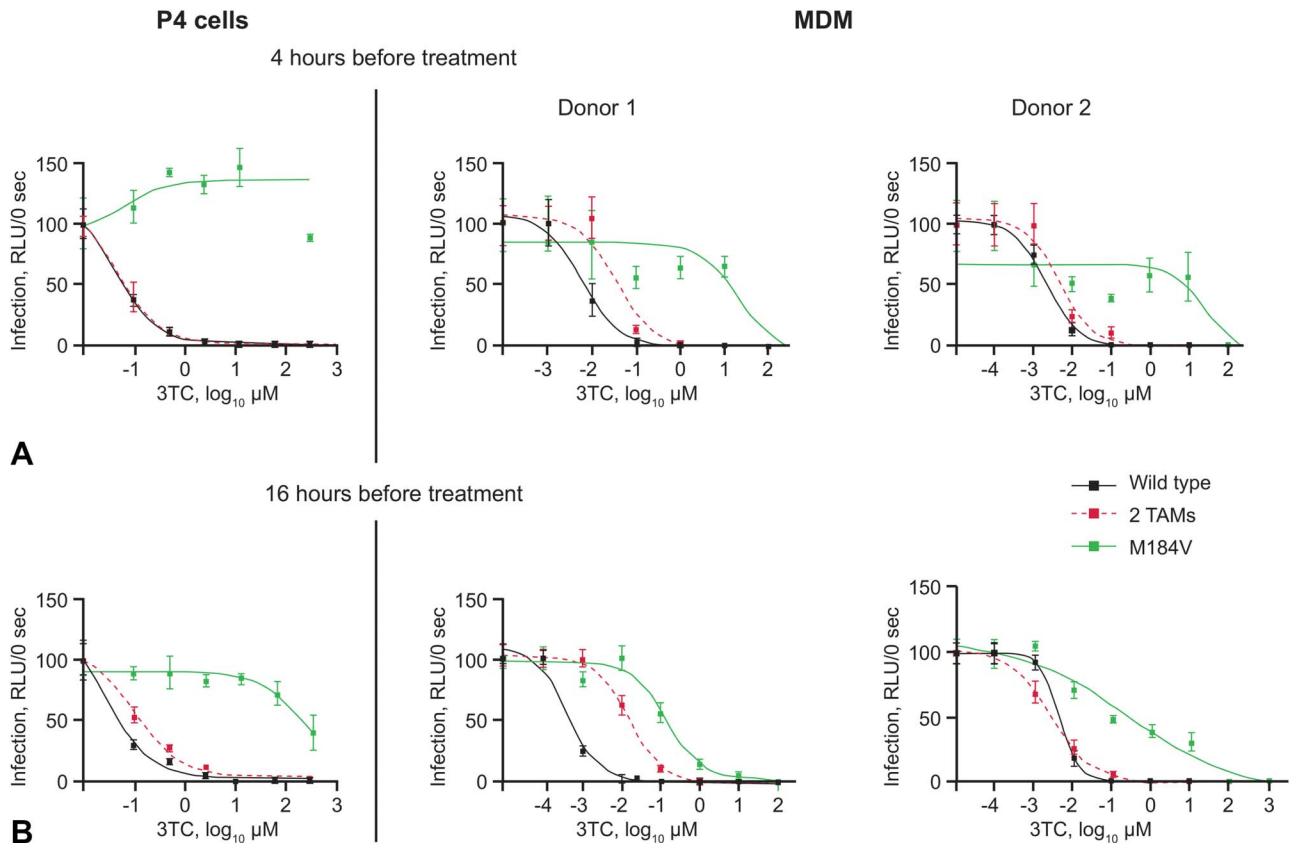 P4 cells
MDM
4 hours before treatment
Donor 1
Donor 2
Infection, RLU/0 sec
150
100
50
0
-1
0
1
2
3
3TC, log₁₀ µM
Infection, RLU/0 sec
150
100
50
0
-3
-2
-1
0
1
2
3TC, log₁₀ µM
Infection, RLU/0 sec
150
100
50
0
-4
-3
-2
-1
0
1
2
3TC, log₁₀ µM
A
16 hours before treatment
Wild type
2 TAMs
M184V
Infection, RLU/0 sec
150
100
50
0
-1
0
1
2
3
3TC, log₁₀ µM
Infection, RLU/0 sec
150
100
50
0
-4
-3
-2
-1
0
1
2
3TC, log₁₀ µM
Infection, RLU/0 sec
150
100
50
0
-4
-3
-2
-1
0
1
2
3
3TC, log₁₀ µM
B